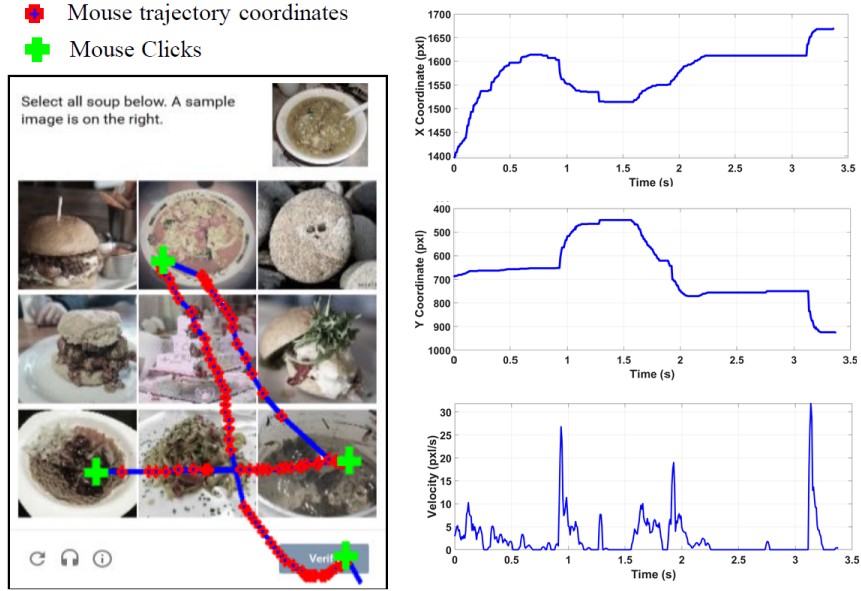 Mouse trajectory coordinates
Mouse Clicks
Select all soup below. A sample
image is on the right.
Verif
X Coordinate (pxl)
1700
1650
1600
1550
1500
1450
1400
0 0.5 1 1.5 2 2.5 3 3.5
Time (s)
Y Coordinate (pxl)
400
500
600
700
800
900
1000
0 0.5 1 1.5 2 2.5 3 3.5
Time (s)
Velocity (pxl/s)
30
25
20
15
10
5
0
0 0.5 1 1.5 2 2.5 3 3.5
Time (s)